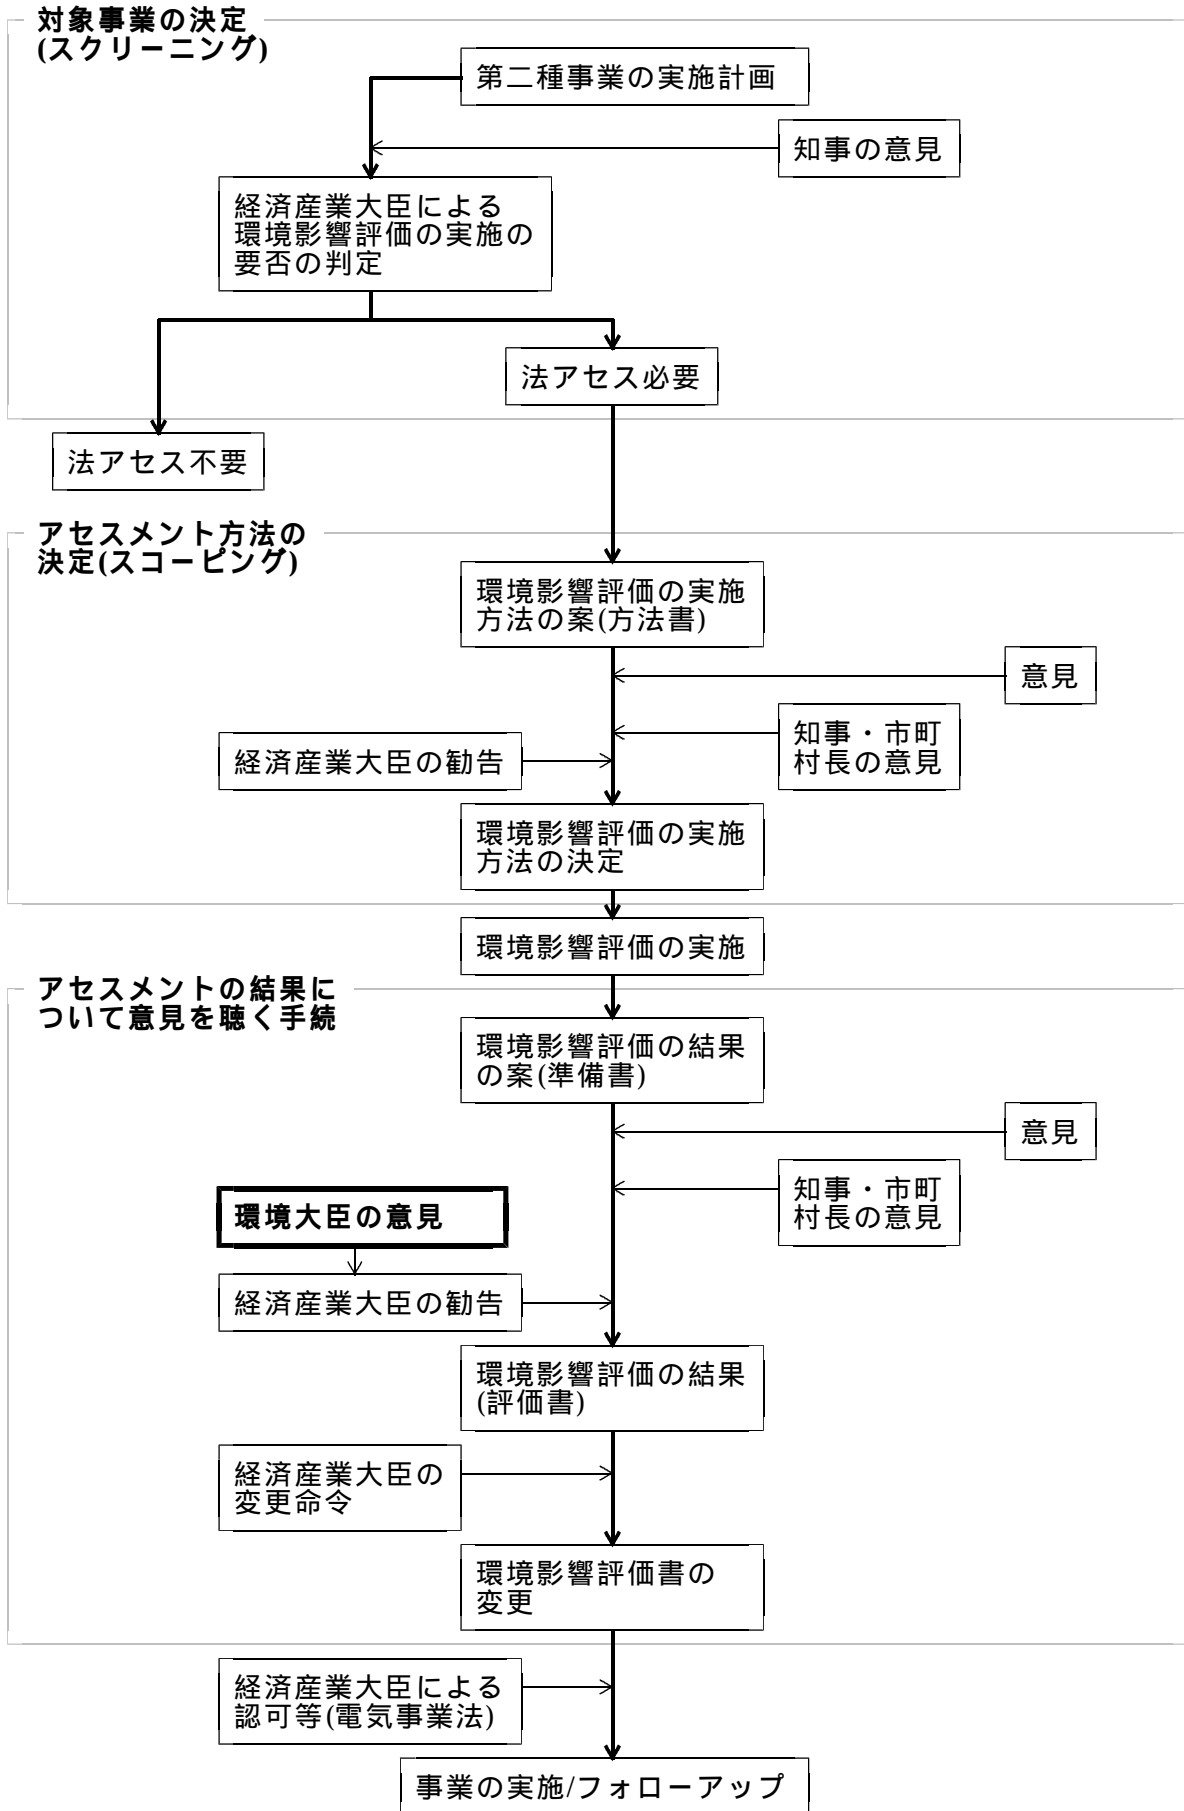 対象事業の決定
(スクリーニング)
第二種事業の実施計画
知事の意見
経済産業大臣による
環境影響評価の実施の
要否の判定
法アセス必要
法アセス不要
アセスメント方法の
決定(スコーピング)
環境影響評価の実施
方法の案(方法書)
意見
知事・市町
村長の意見
経済産業大臣の勧告
環境影響評価の実施
方法の決定
環境影響評価の実施
アセスメントの結果に
ついて意見を聴く手続
環境影響評価の結果
の案(準備書)
意見
知事・市町
村長の意見
環境大臣の意見
経済産業大臣の勧告
環境影響評価の結果
(評価書)
経済産業大臣の
変更命令
環境影響評価書の
変更
経済産業大臣による
認可等(電気事業法)
事業の実施/フォローアップ